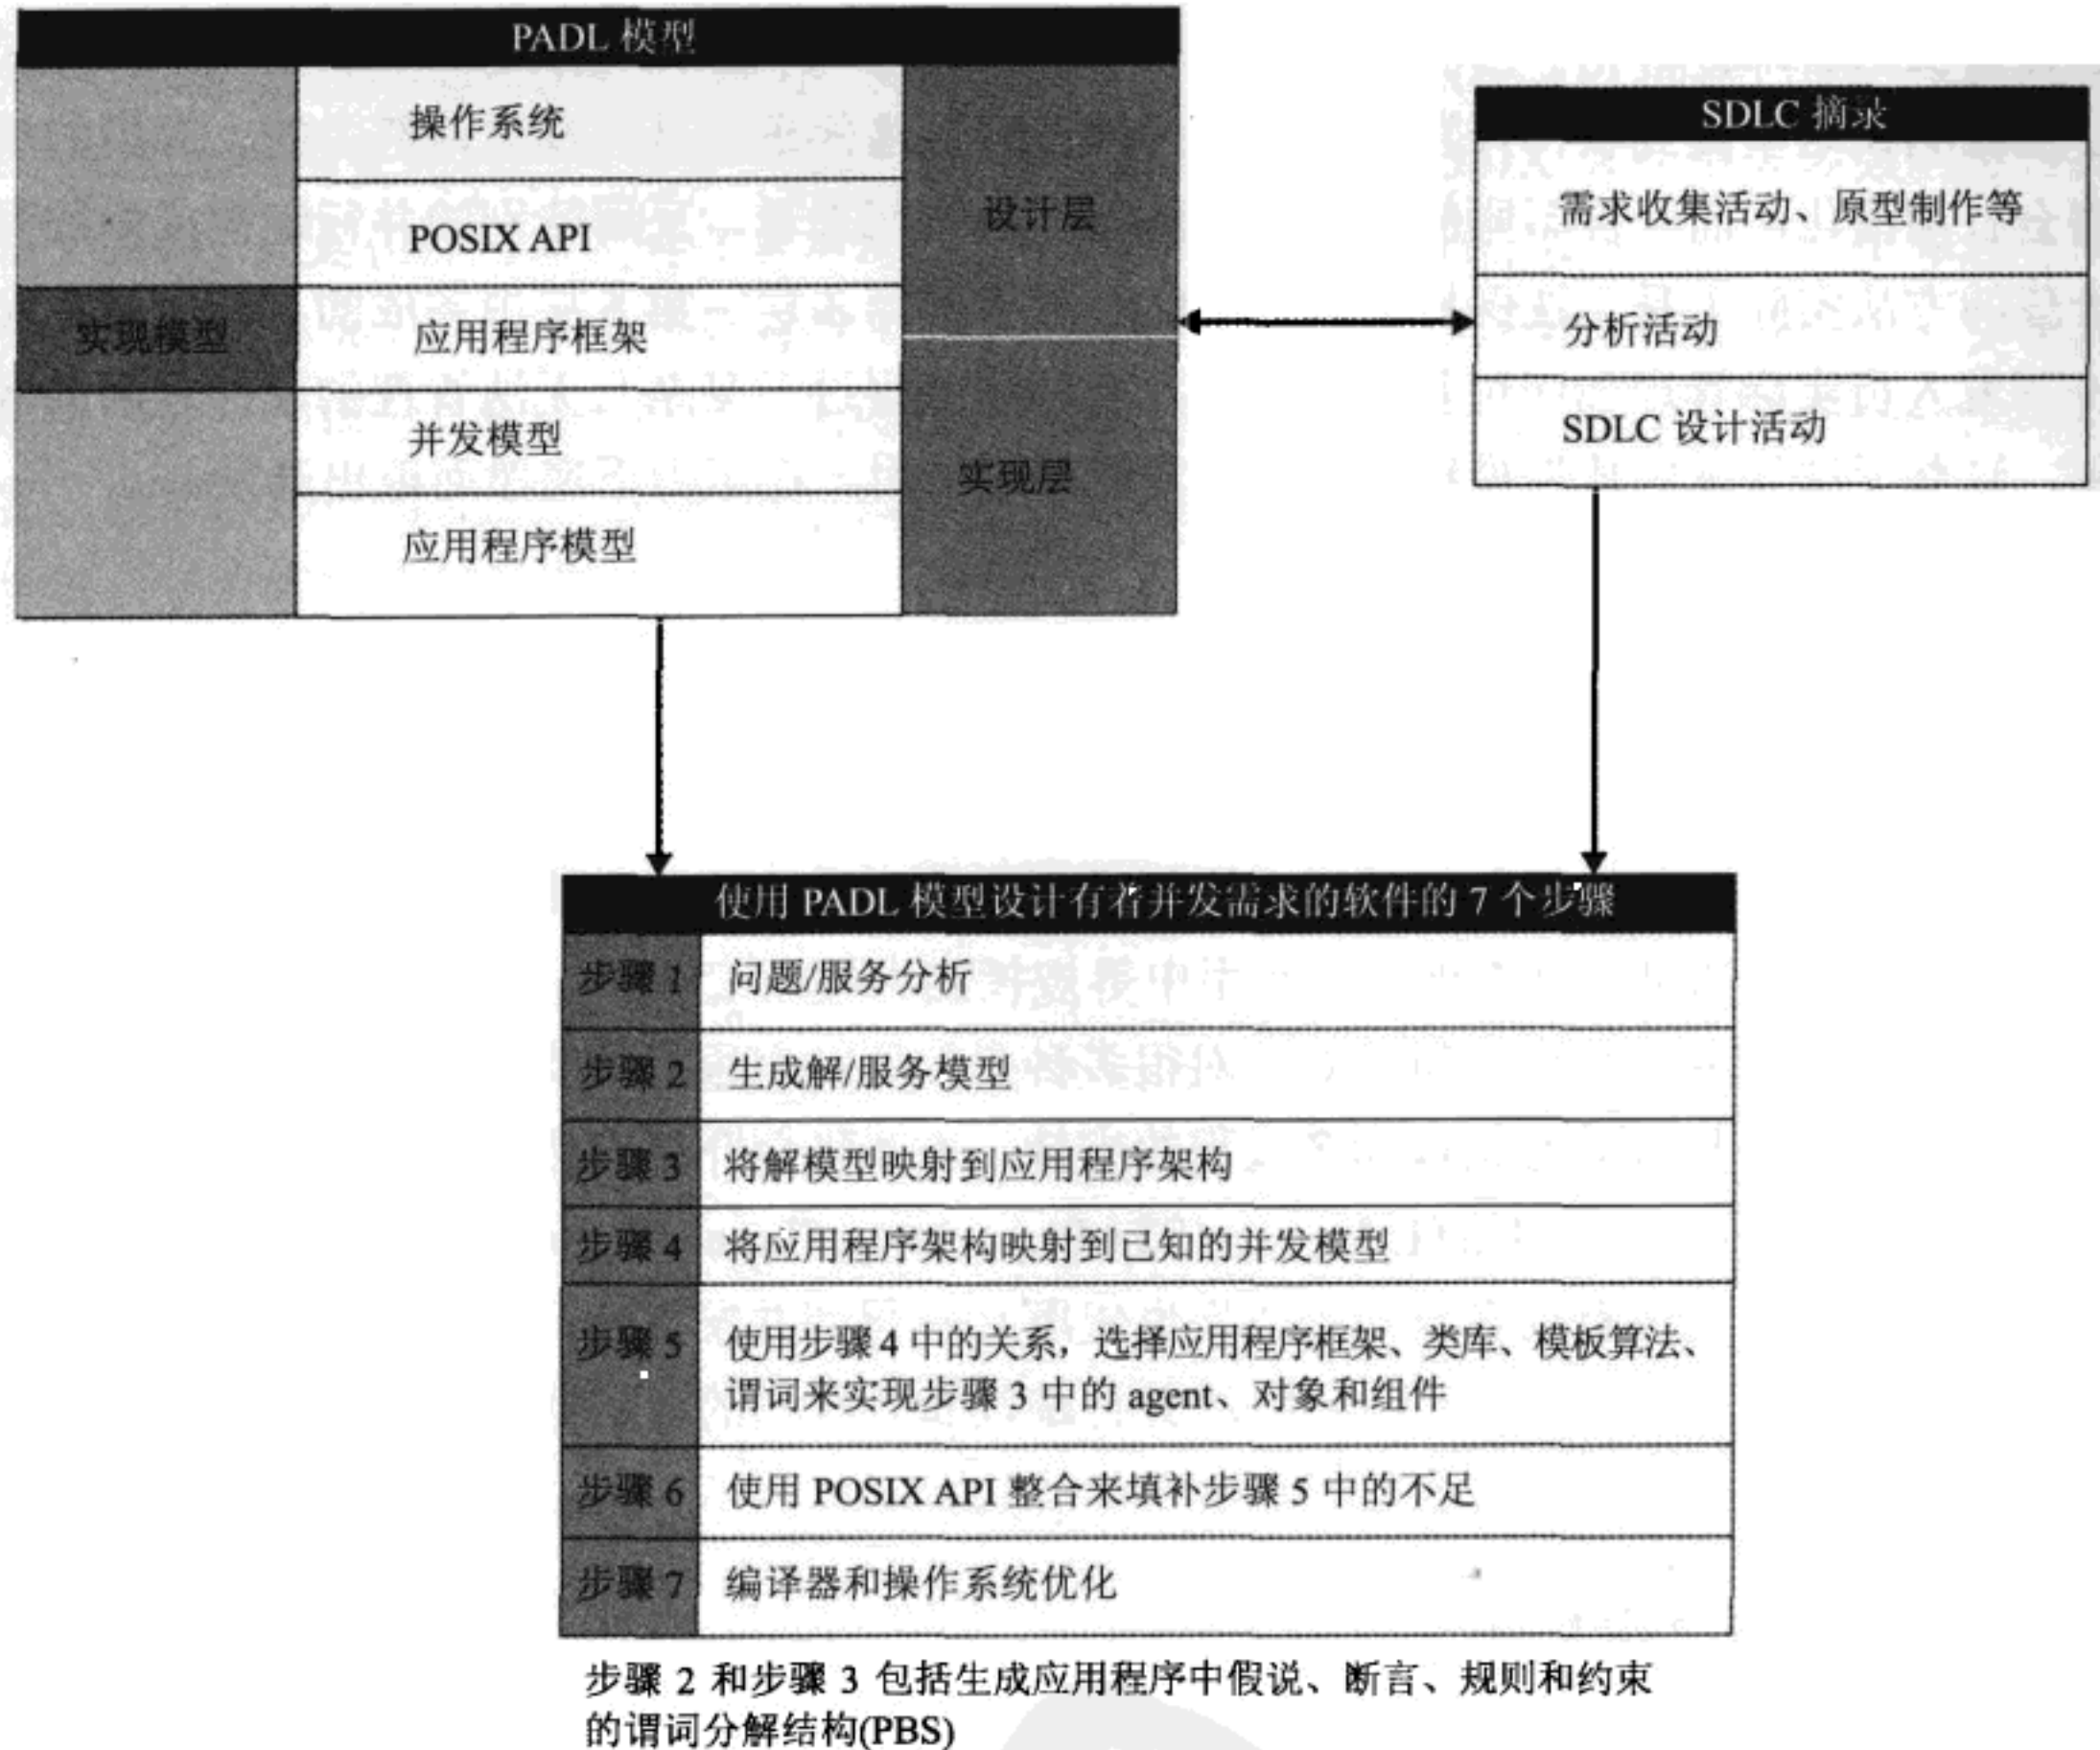 PADL 模型
操作系统
POSIX API
实现模型
应用程序框架
并发模型
应用程序模型
设计层
实现层
SDLC 摘录
需求收集活动、原型制作等
分析活动
SDLC 设计活动
使用 PADL 模型设计有着并发需求的软件的 7 个步骤
步骤 1 问题/服务分析
步骤 2 生成解/服务模型
步骤 3 将解模型映射到应用程序架构
步骤 4 将应用程序架构映射到已知的并发模型
步骤 5 使用步骤 4 中的关系，选择应用程序框架、类库、模板算法、
谓词来实现步骤 3 中的 agent、对象和组件
步骤 6 使用 POSIX API 整合来填补步骤 5 中的不足
步骤 7 编译器和操作系统优化
步骤 2 和步骤 3 包括生成应用程序中假说、断言、规则和约束
的谓词分解结构(PBS)